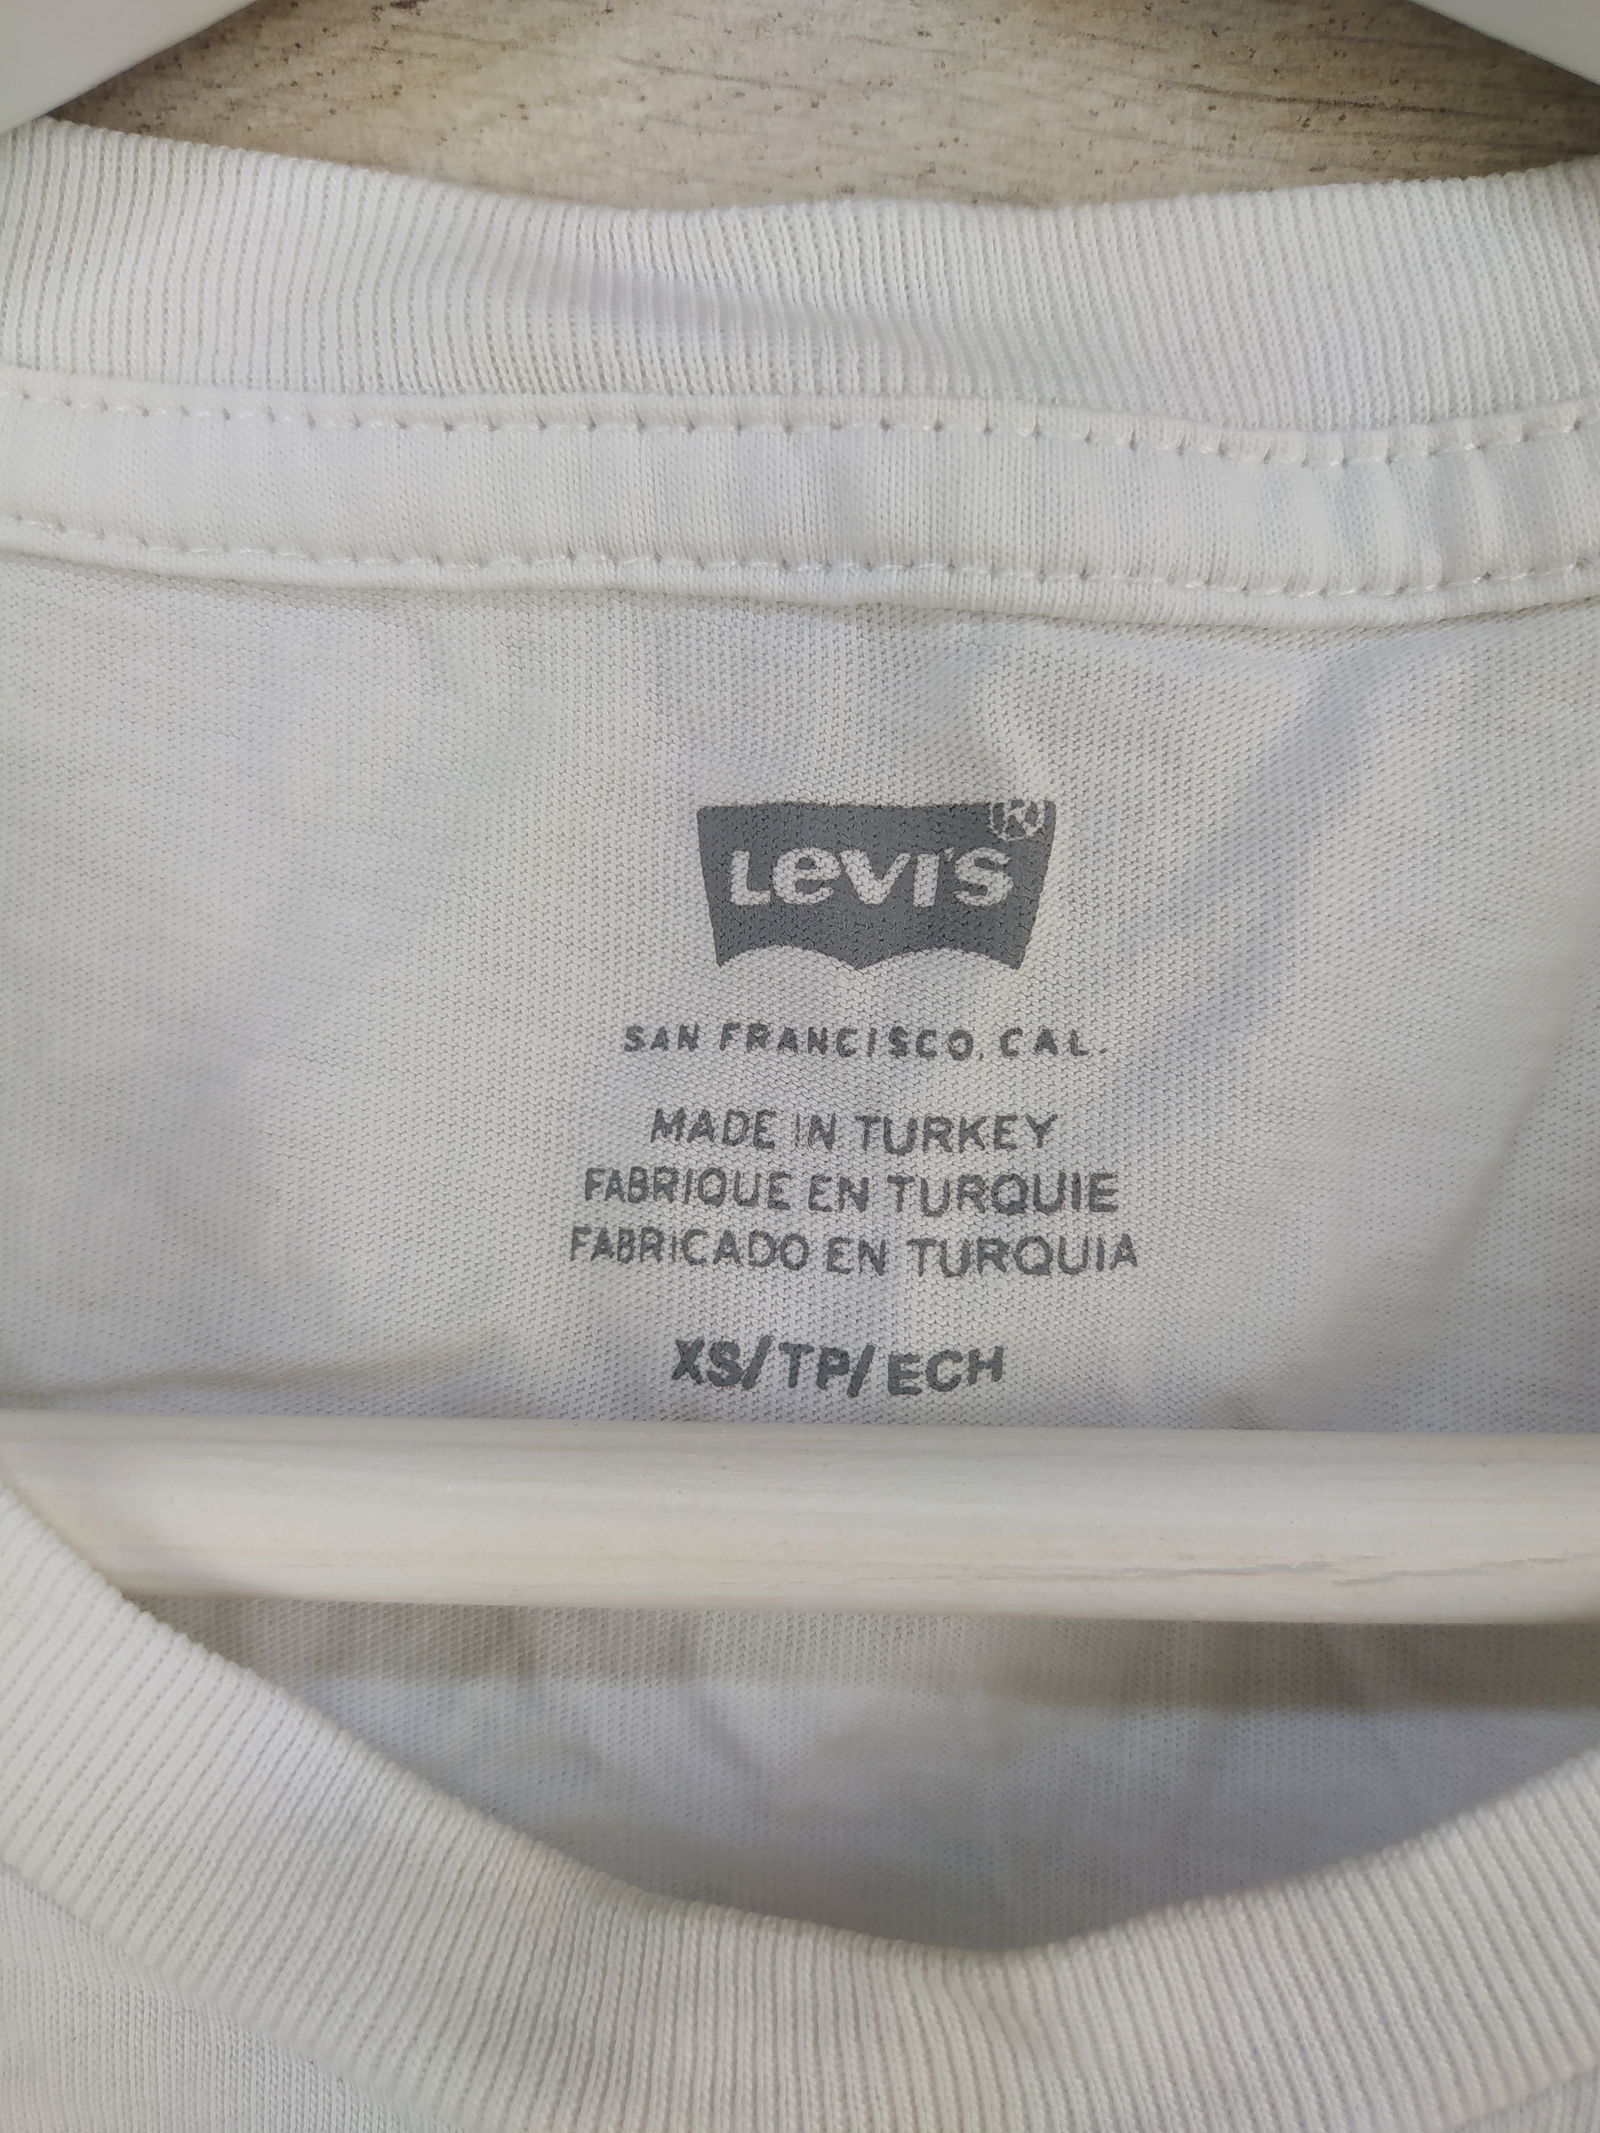 LEVI'S®
SAN FRANCISCO, CAL.
MADE IN TURKEY
FABRIQUE EN TURQUIE
FABRICADO EN TURQUIA
XS/TP/ECH